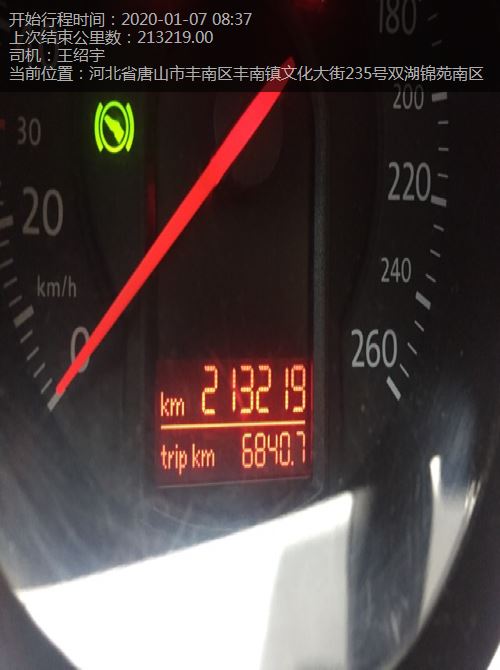 开始行程时间：2020-01-07 08:37
上次结束公里数：213219.00
司机：王绍宇
当前位置：河北省唐山市丰南区丰南镇文化大街235号双湖锦苑南区
180
200
30
220
20
240
km/h
0
260
km 213219
trip km 6840.7